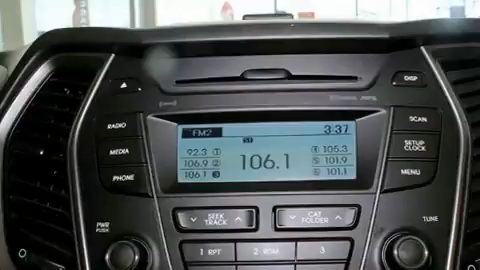 DISP
RADIO
MEDIA
PHONE
SCAN
SETUP
CLOCK
MENU
FM2 3:37
ST
92.3 1 4 105.3
106.9 2 106.1 5 101.9
106.1 3 6 101.1
SEEK
TRACK
CAT
FOLDER
PWR
PUSH
TUNE
1 RPT 2 RDM 3